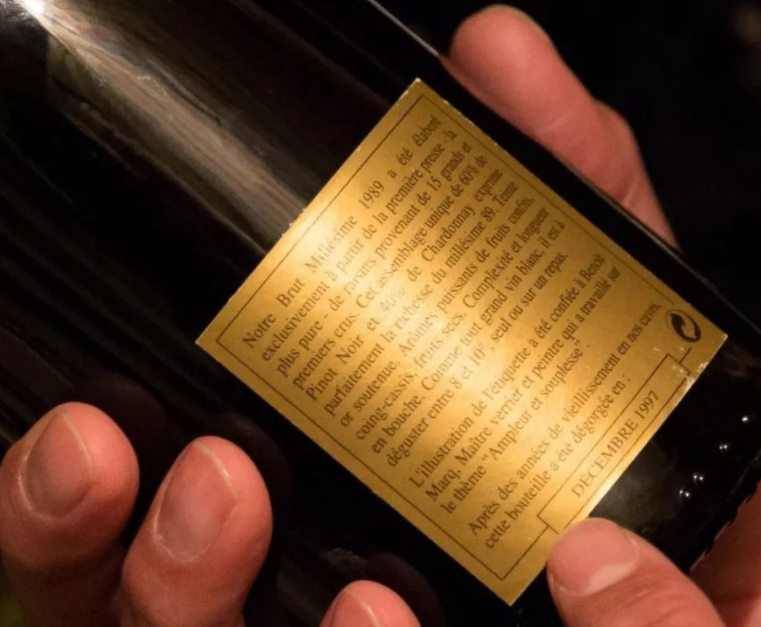 Notre Brut Millésime 1989 a été élaboré
exclusivement à partir de la première presse - la
plus pure - de raisins provenant de 15 grands et
premiers crus. Cet assemblage unique de 60% de
Pinot Noir et 40% de Chardonnay exprime
parfaitement la richesse du millésime 89. Teinte
or soutenue. Arômes puissants de fruits confits,
coing-cassis, fruits secs. Complexité et longueur
en bouche. Comme tout grand vin blanc, il est à
déguster entre 8 et 10°, seul ou sur un repas.
L'illustration de l'étiquette a été confiée à Benoît
Marq, Maître verrier et peintre qui a travaillé sur
le thème "Ampleur et souplesse".
Après des années de vieillissement en nos caves,
cette bouteille a été dégorgée en :
DÉCEMBRE 1997